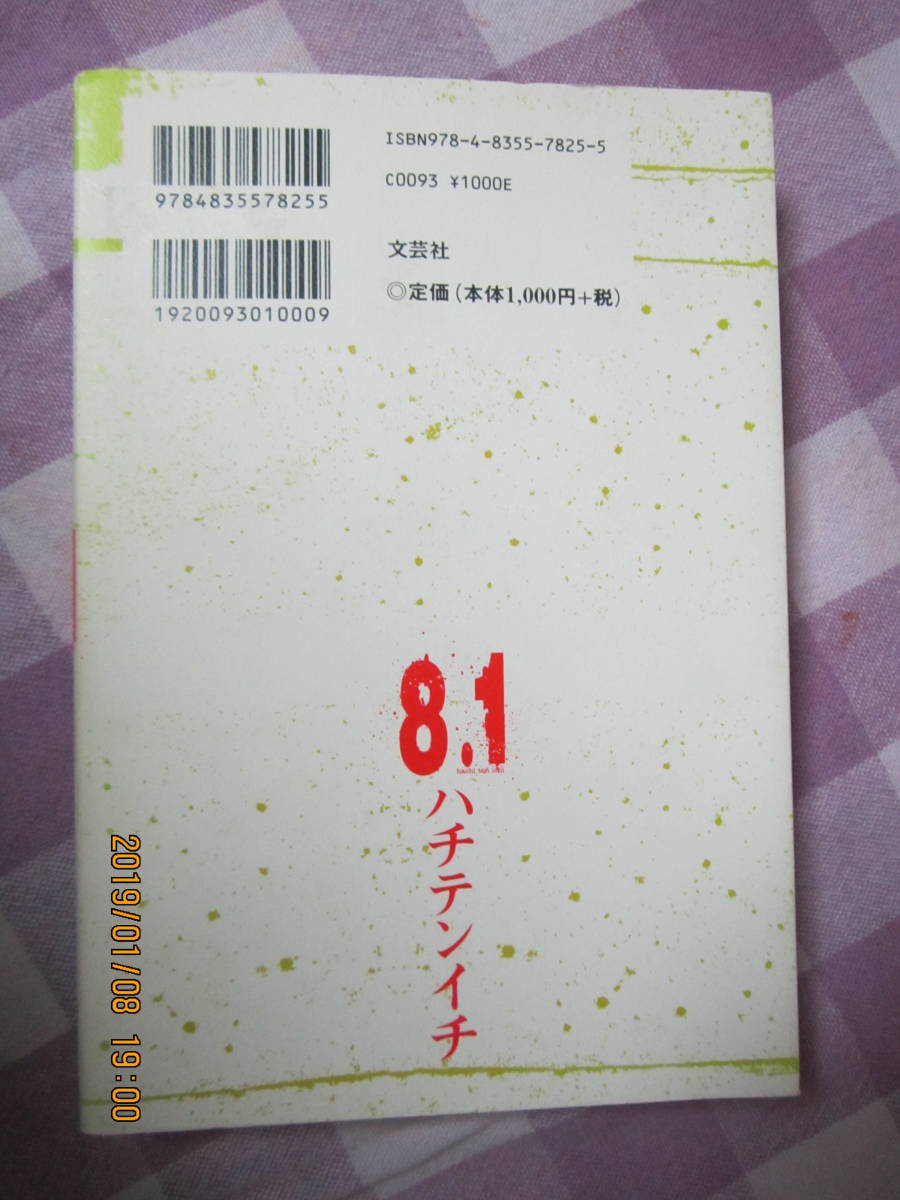 ISBN978-4-8355-7825-5
C0093 ¥1000E
9784835578255
文芸社
◎定価(本体1,000円+税)
1920093010009
8.1
ハチテンイチ
2019/01/08 19:00